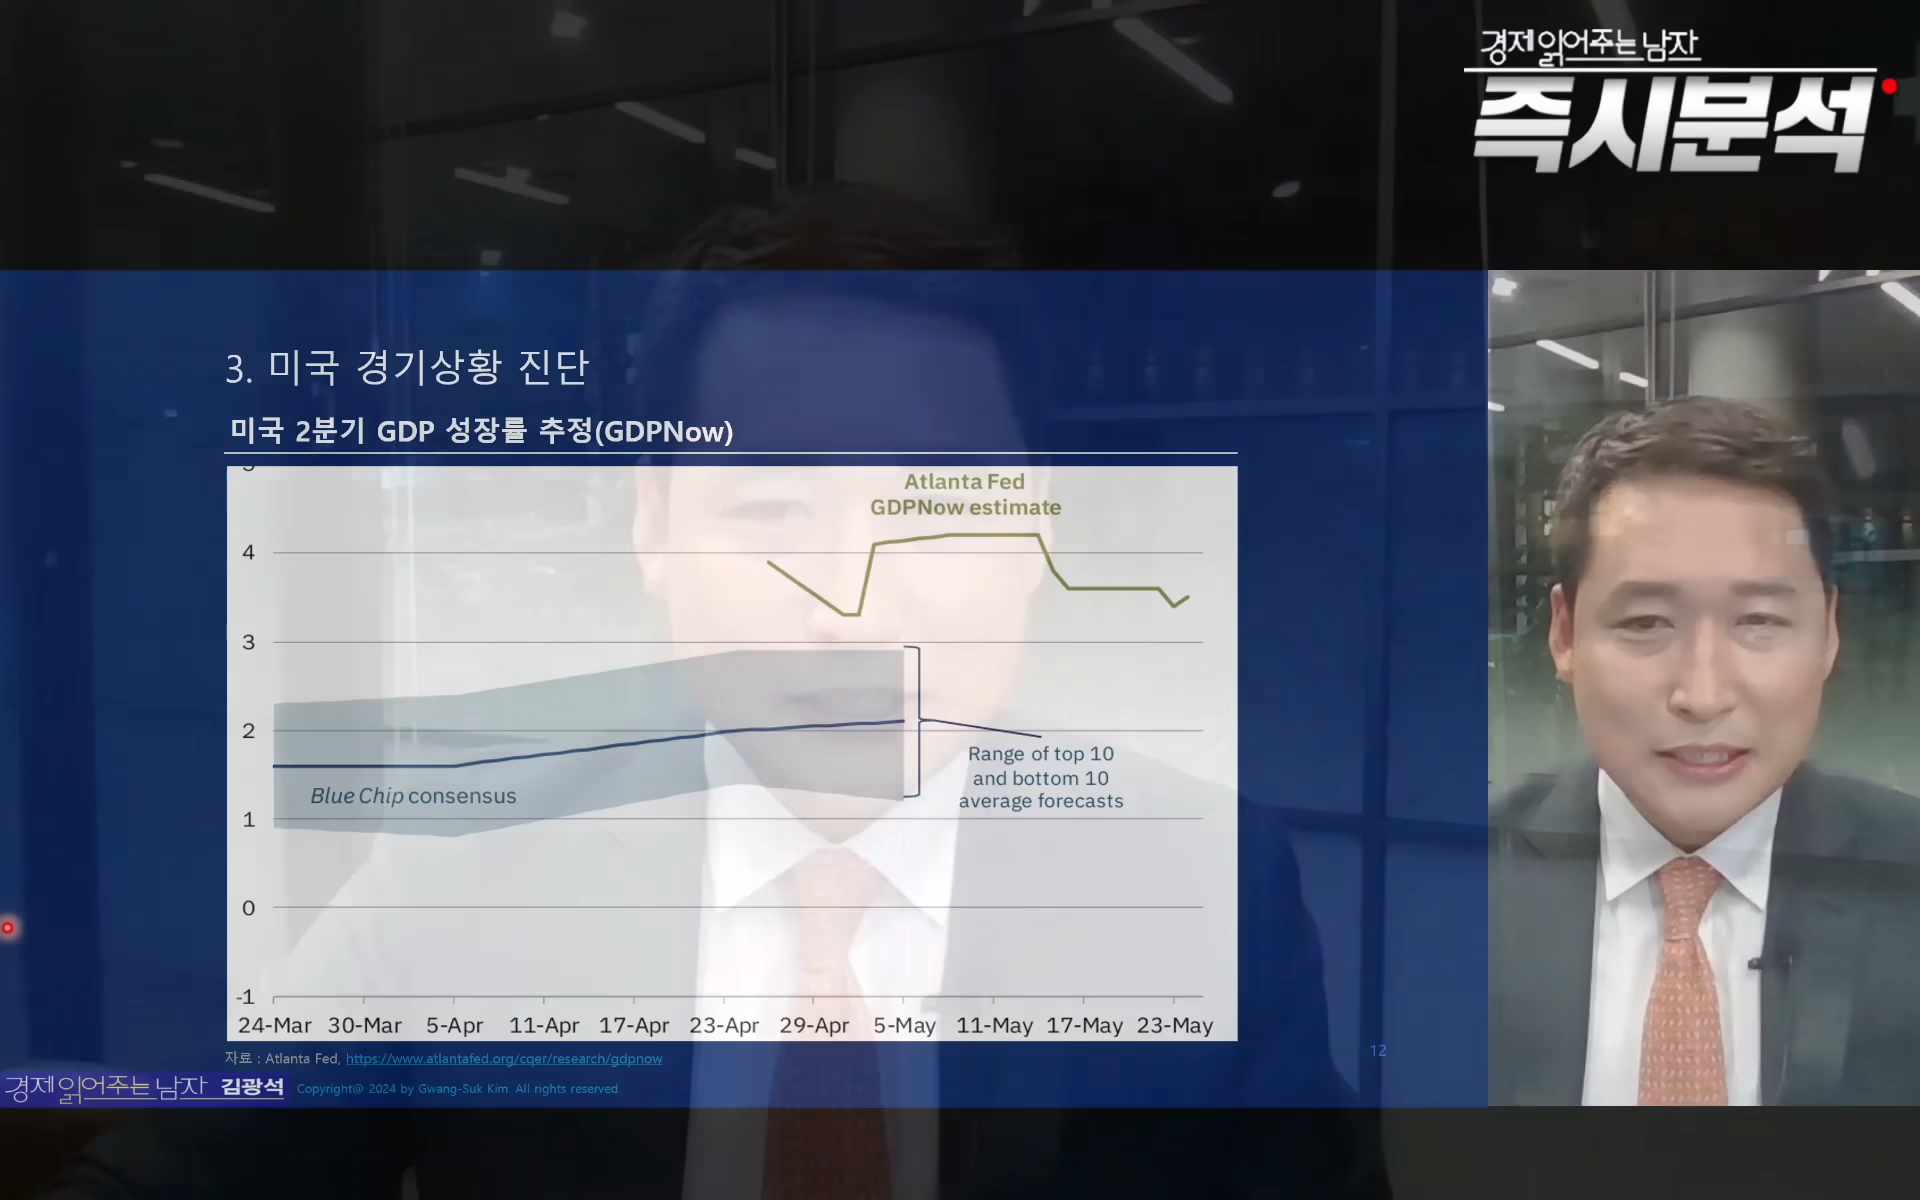 경제 읽어주는 남자
즉시분석
3. 미국 경기상황 진단
미국 2분기 GDP 성장률 추정(GDPNow)
Atlanta Fed
GDPNow estimate
4
3
2
1
0
-1
Blue Chip consensus
Range of top 10
and bottom 10
average forecasts
24-Mar 30-Mar 5-Apr 11-Apr 17-Apr 23-Apr 29-Apr 5-May 11-May 17-May 23-May
자료 : Atlanta Fed, https://www.atlantafed.org/cqer/research/gdpnow
12
경제 읽어주는 남자 김광석 Copyright@ 2024 by Gwang-Suk Kim. All rights reserved.